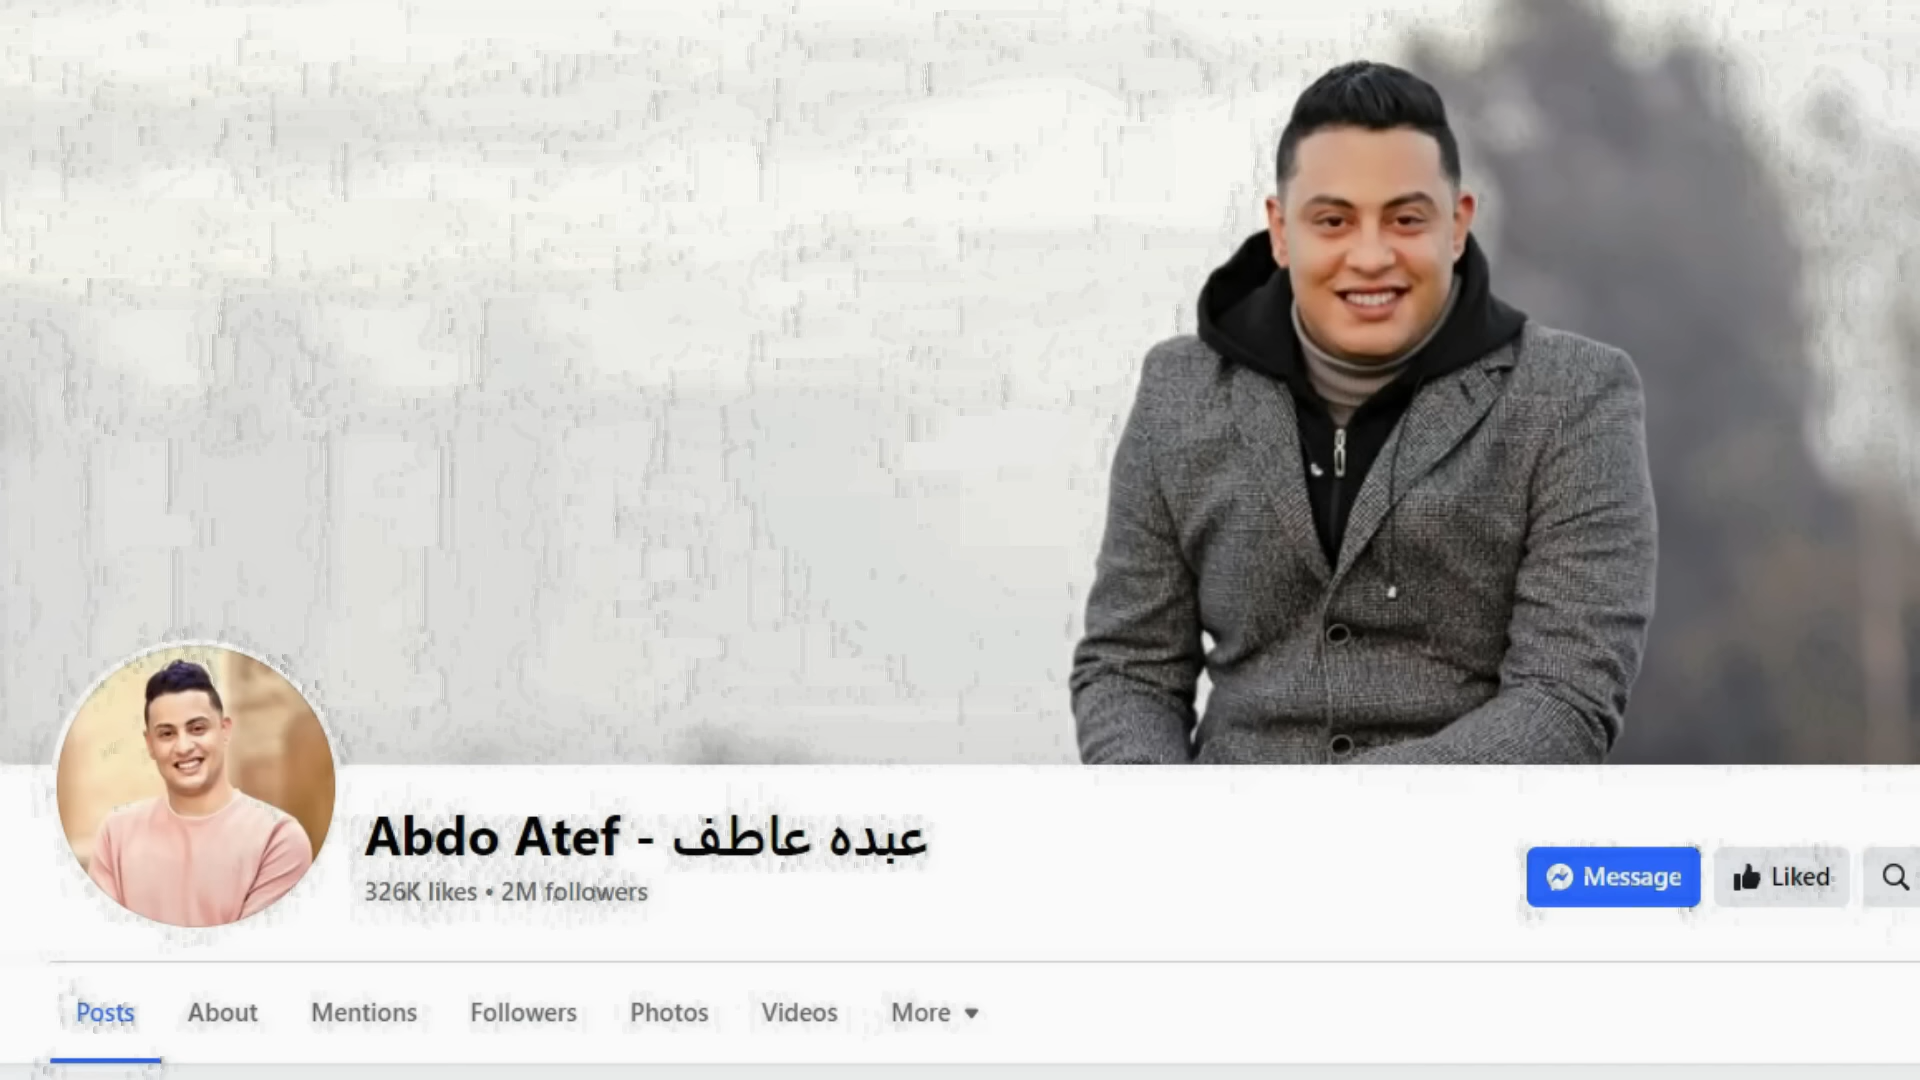 Abdo Atef - عبده عاطف
326K likes • 2M followers
Message
Liked
Posts
About
Mentions
Followers
Photos
Videos
More